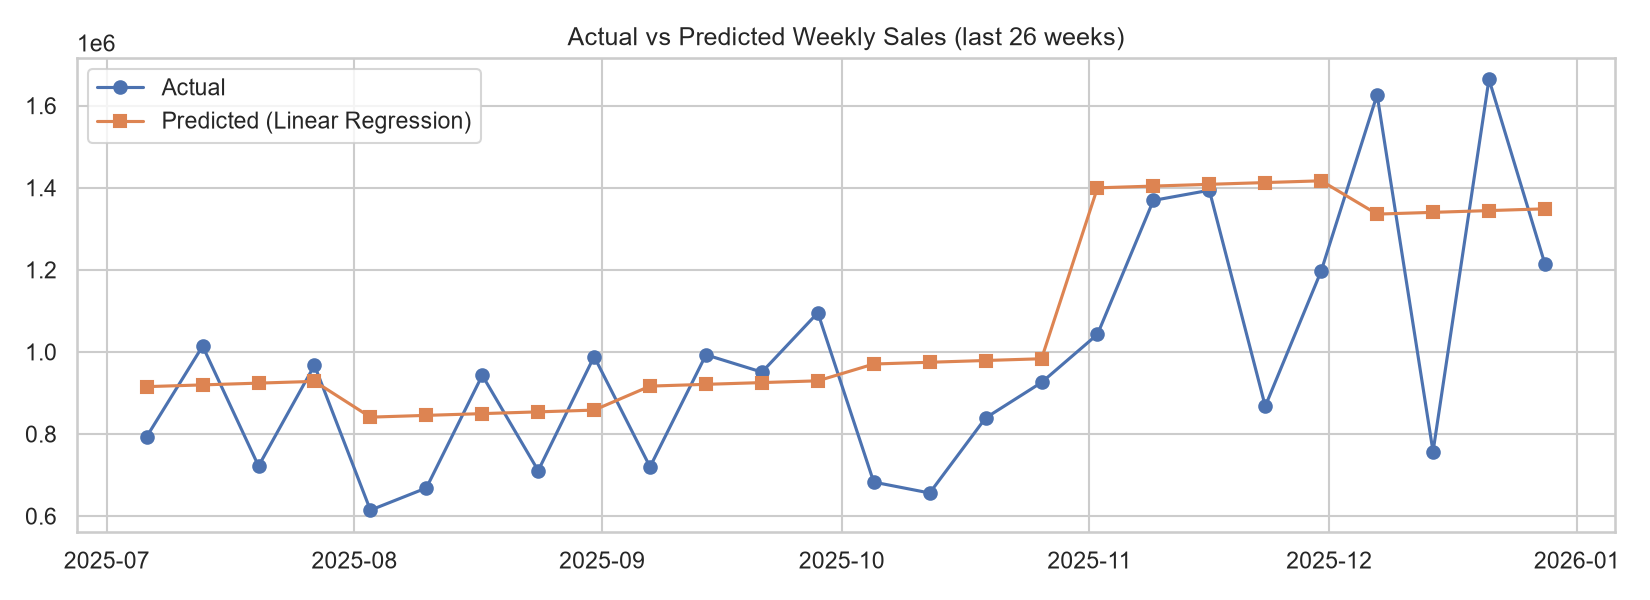 Actual vs Predicted Weekly Sales (last 26 weeks)
1e6
Actual
Predicted (Linear Regression)
1.6
1.4
1.2
1.0
0.8
0.6
2025-07 2025-08 2025-09 2025-10 2025-11 2025-12 2026-01